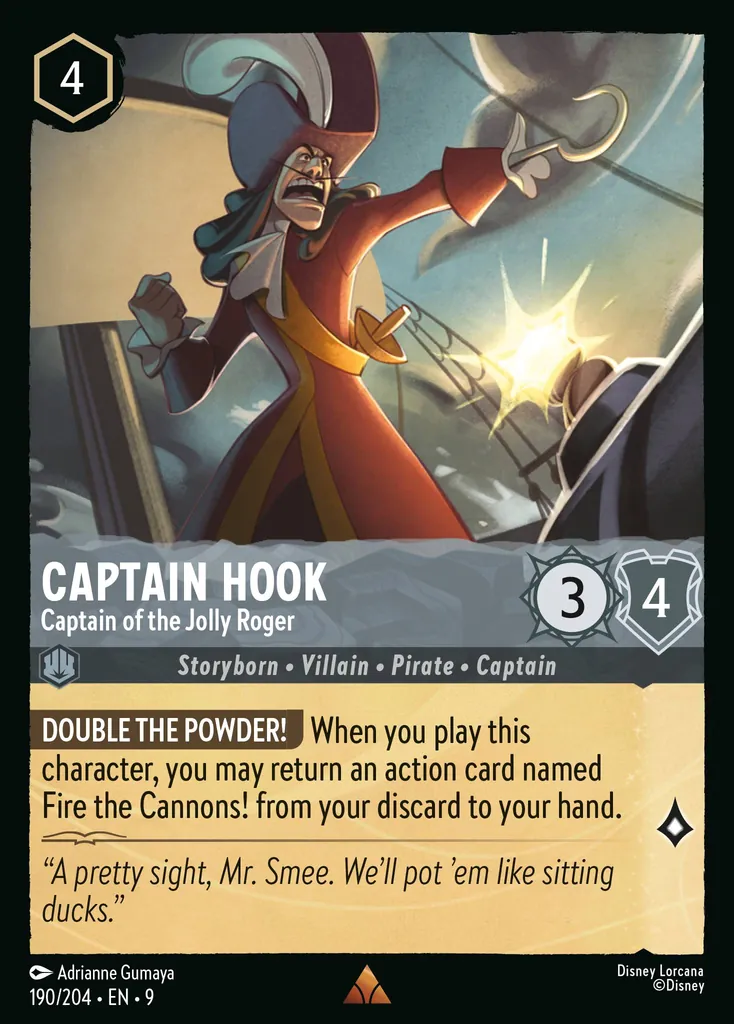 4
CAPTAIN HOOK
Captain of the Jolly Roger
3
4
Storyborn • Villain • Pirate • Captain
DOUBLE THE POWDER! When you play this
character, you may return an action card named
Fire the Cannons! from your discard to your hand.
“A pretty sight, Mr. Smee. We’ll pot ’em like sitting
ducks.”
Adrianne Gumaya
190/204 • EN • 9
Disney Lorcana
©Disney